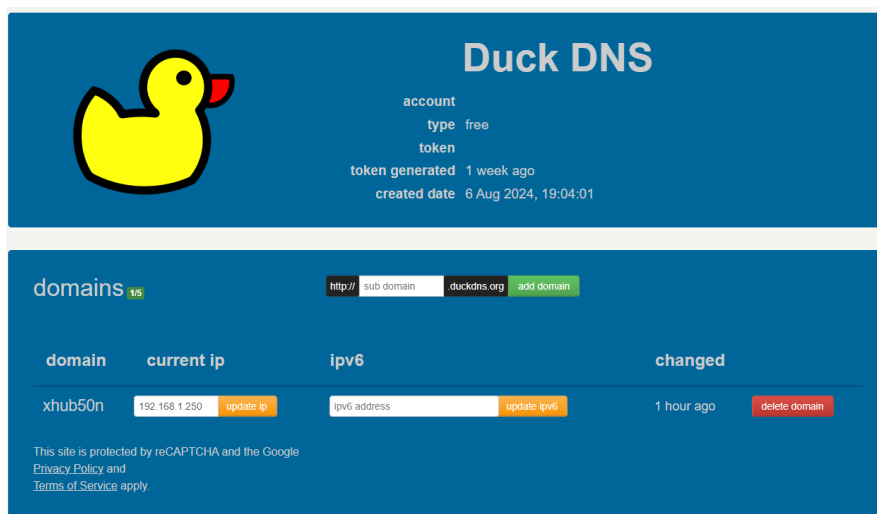 Duck DNS
account
type free
token
token generated 1 week ago
created date 6 Aug 2024, 19:04:01
domains 1/5
http:// sub domain .duckdns.org add domain
domain current ip ipv6 changed
xhub50n 192.168.1.250 update ip ipv6 address update ipv6 1 hour ago delete domain
This site is protected by reCAPTCHA and the Google
Privacy Policy and
Terms of Service apply.